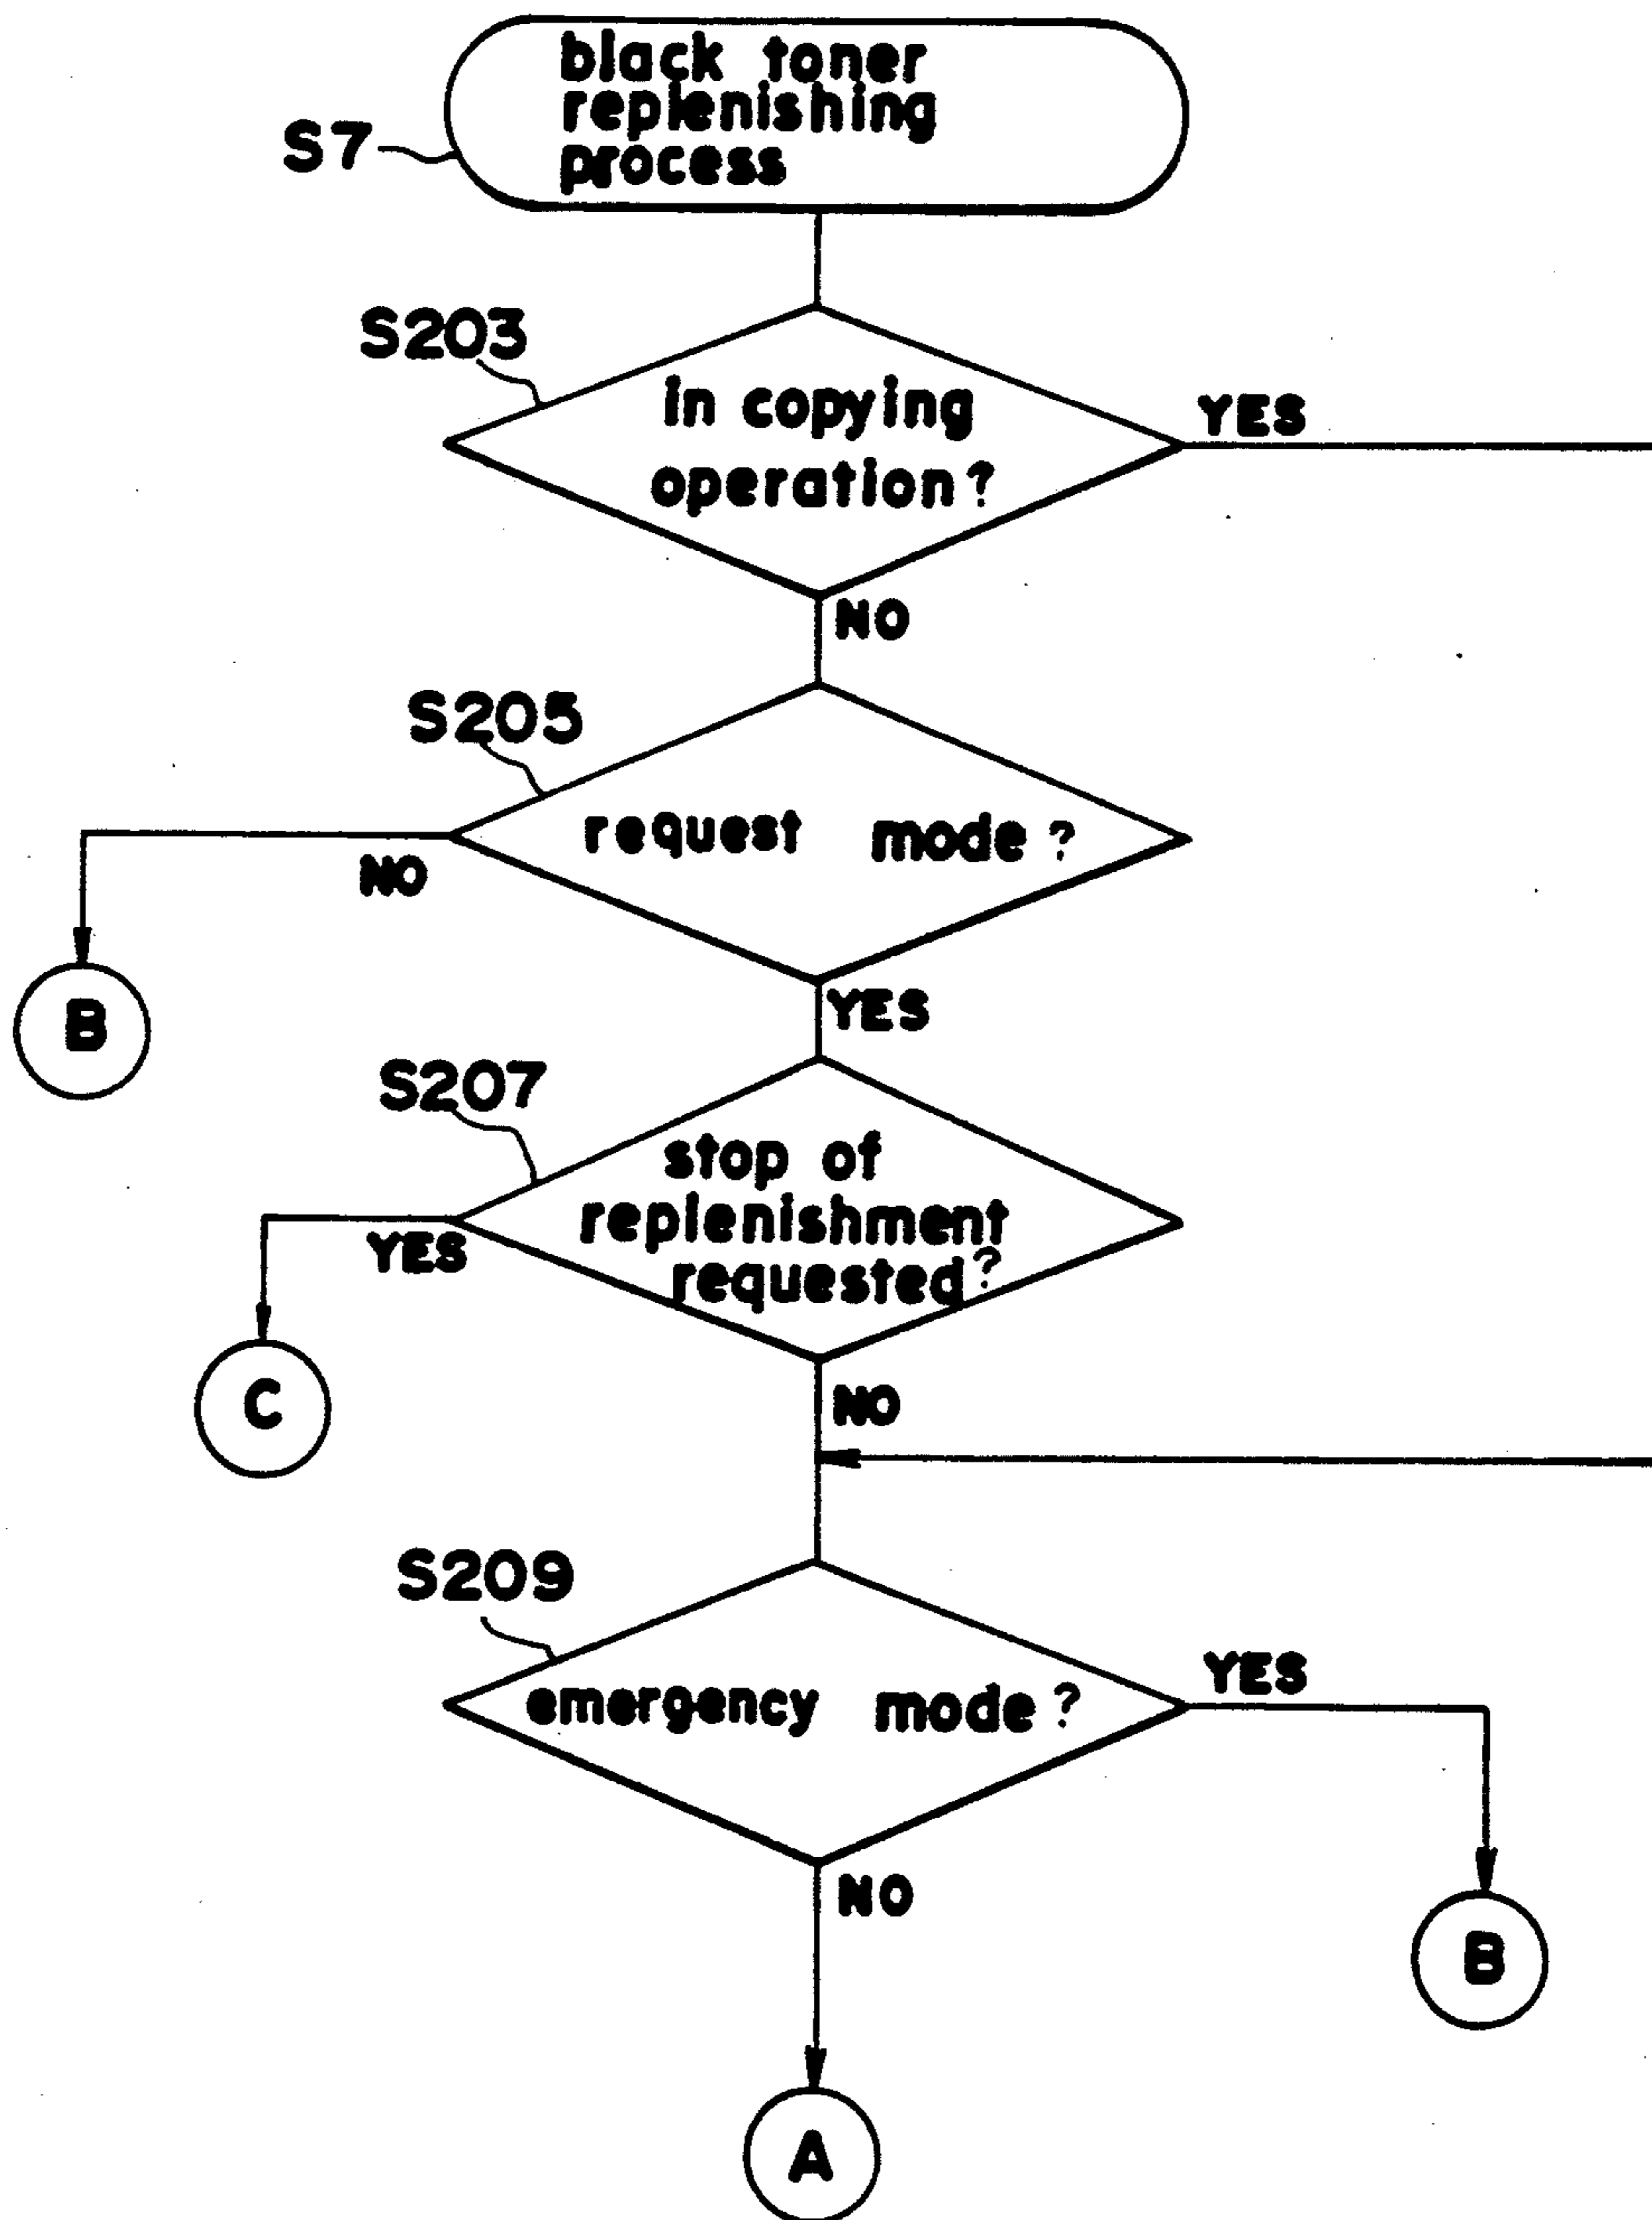 black toner
replenishing
process
S7
S203
in copying
operation?
YES
NO
S205
request mode?
NO
B
YES
S207
stop of
replenishment
requested?
YES
C
NO
S209
emergency mode?
YES
NO
B
A